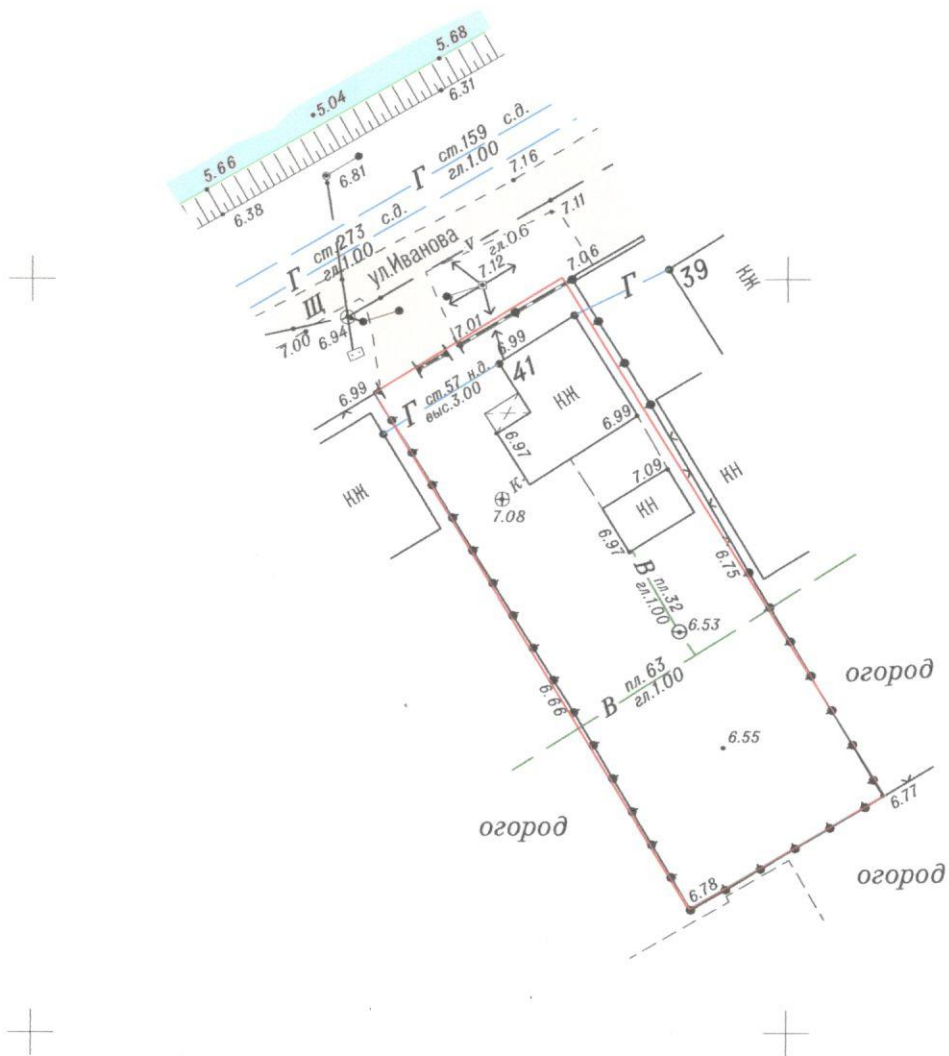 5.68
5.04
6.31
5.66
6.38
6.81
Г ст.159 с.д.
гл.1.00
7.16
Г ст.273 с.д.
гл.1.00
ул.Иванова
V
гл.0.6
7.11
7.12
7.06
Щ
7.00
6.94
7.01
6.99
Г
39
КЖ
6.99
Г ст.57 н.д.
выс.3.00
41
КЖ
X
6.99
6.97
КЖ
К
7.08
7.09
КН
КН
6.97
6.75
В пл.32
гл.1.00
6.53
В пл.63
гл.1.00
6.66
огород
6.55
6.77
огород
огород
6.78